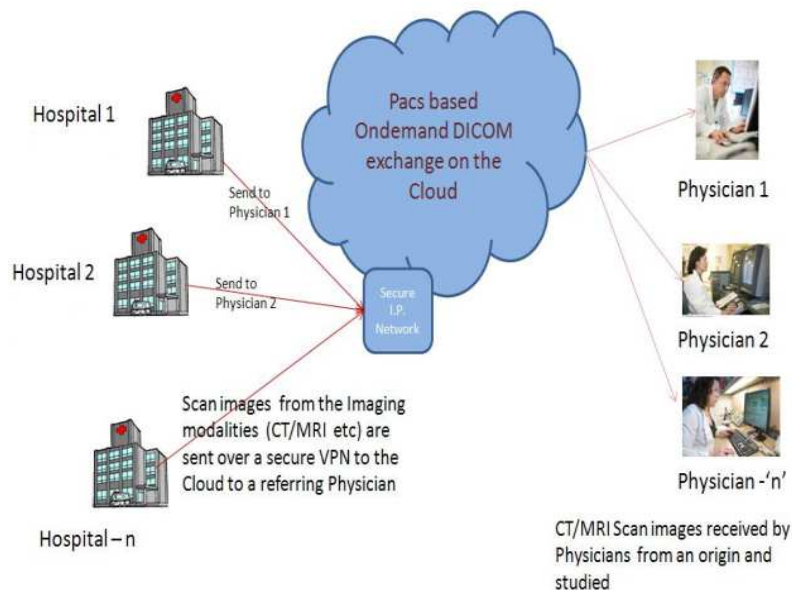 Hospital 1
Send to
Physician 1
Hospital 2
Send to
Physician 2
Hospital – n
Scan images from the Imaging
modalities (CT/MRI etc) are
sent over a secure VPN to the
Cloud to a referring Physician
Pacs based
Ondemand DICOM
exchange on the
Cloud
Secure
I.P.
Network
Physician 1
Physician 2
Physician -‘n’
CT/MRI Scan images received by
Physicians from an origin and
studied